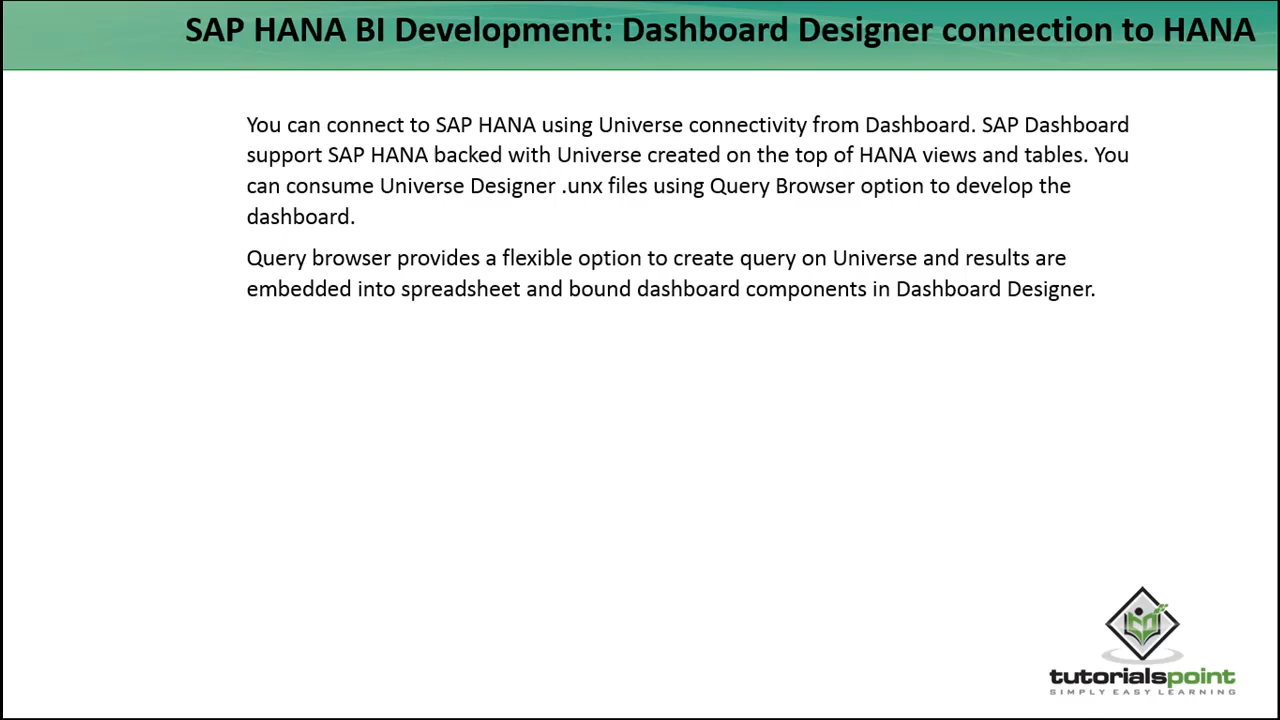 SAP HANA BI Development: Dashboard Designer connection to HANA
You can connect to SAP HANA using Universe connectivity from Dashboard. SAP Dashboard
support SAP HANA backed with Universe created on the top of HANA views and tables. You
can consume Universe Designer .unx files using Query Browser option to develop the
dashboard.
Query browser provides a flexible option to create query on Universe and results are
embedded into spreadsheet and bound dashboard components in Dashboard Designer.
tutorialspoint
SIMPLY EASY LEARNING